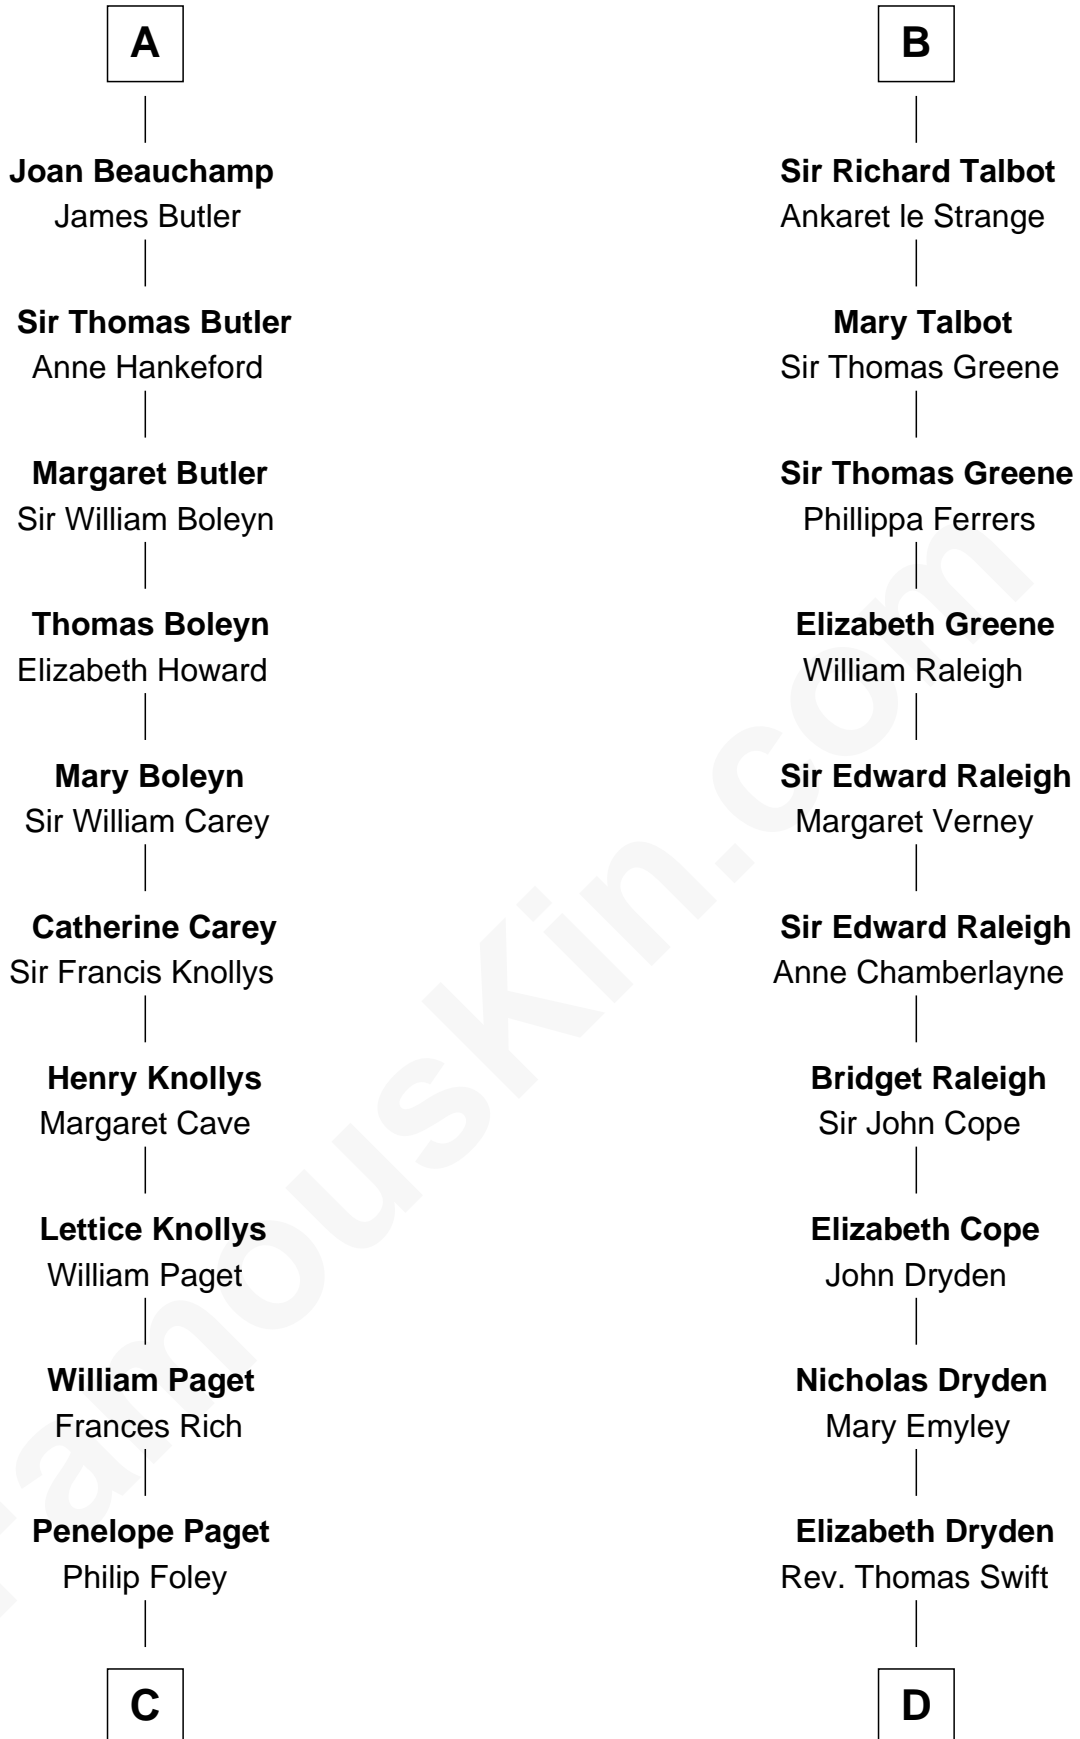 A
Joan Beauchamp
James Butler
Sir Thomas Butler
Anne Hankeford
Margaret Butler
Sir William Boleyn
Thomas Boleyn
Elizabeth Howard
Mary Boleyn
Sir William Carey
Catherine Carey
Sir Francis Knollys
Henry Knollys
Margaret Cave
Lettice Knollys
William Paget
William Paget
Frances Rich
Penelope Paget
Philip Foley
C
B
Sir Richard Talbot
Ankaret le Strange
Mary Talbot
Sir Thomas Greene
Sir Thomas Greene
Phillippa Ferrers
Elizabeth Greene
William Raleigh
Sir Edward Raleigh
Margaret Verney
Sir Edward Raleigh
Anne Chamberlayne
Bridget Raleigh
Sir John Cope
Elizabeth Cope
John Dryden
Nicholas Dryden
Mary Emyley
Elizabeth Dryden
Rev. Thomas Swift
D
FamousKin.com